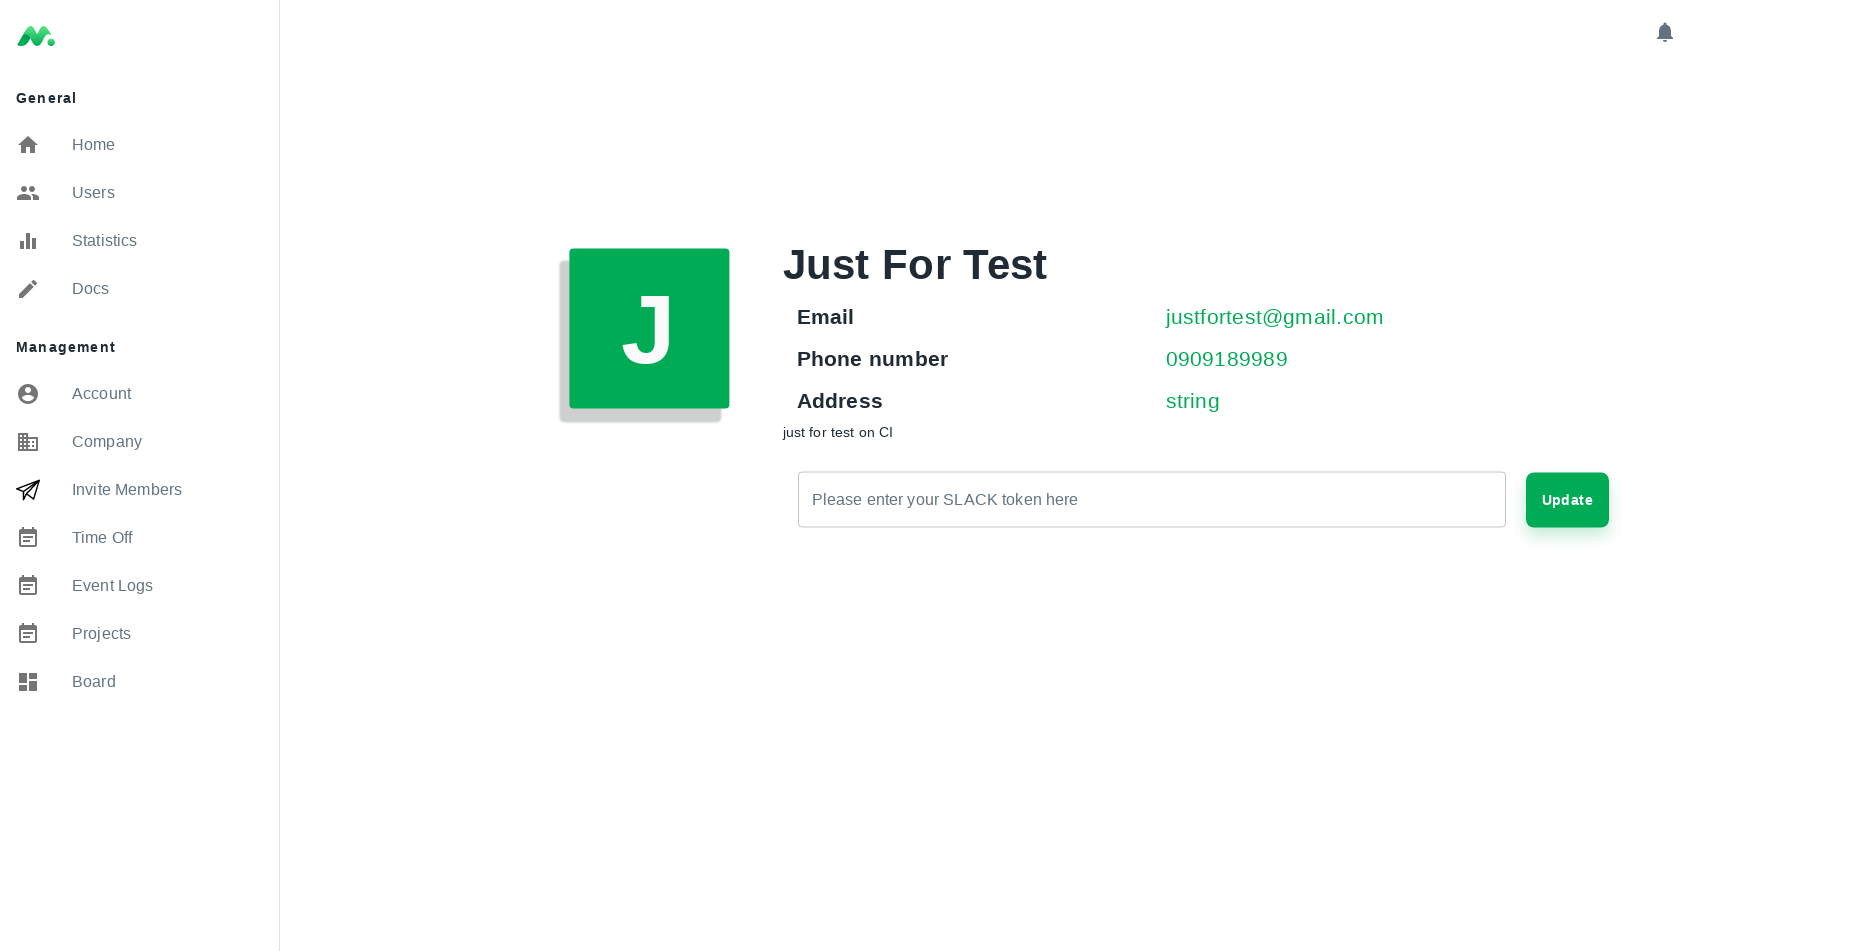 General
Home
Users
Statistics
Docs
Management
Account
Company
Invite Members
Time Off
Event Logs
Projects
Board
J
Just For Test
Email justfortest@gmail.com
Phone number 0909189989
Address string
just for test on CI
Please enter your SLACK token here
Update